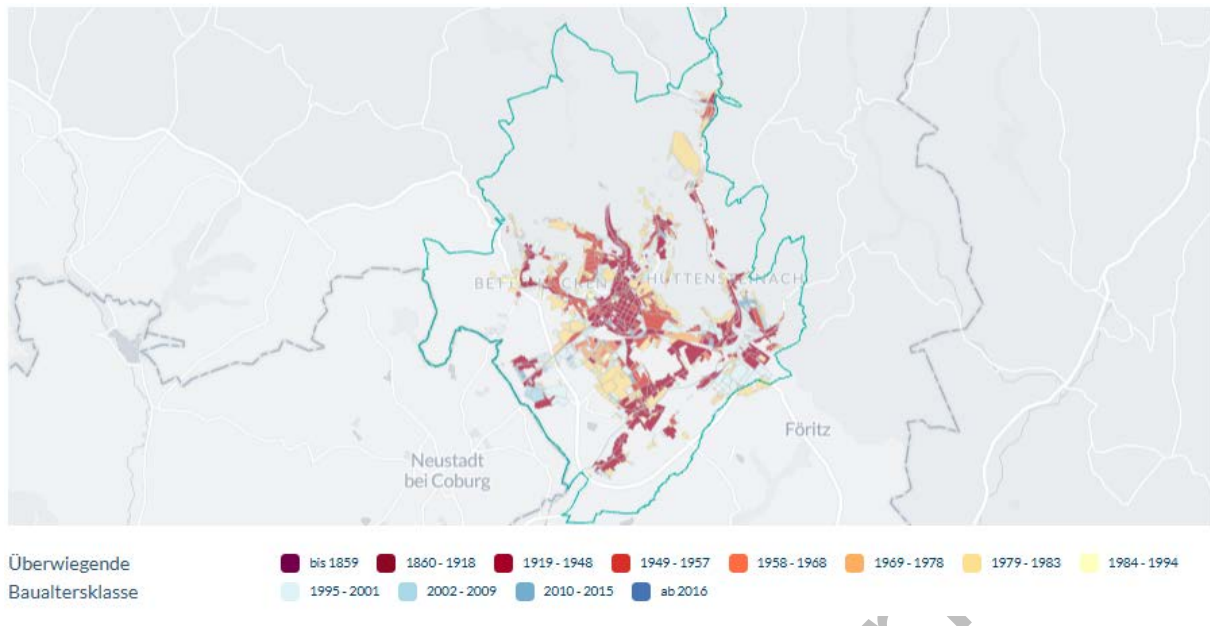 HÜTTENSTEINACH
Föritz
Neustadt
bei Coburg
Überwiegende
Baualtersklasse
bis 1859
1860 - 1918
1919 - 1948
1949 - 1957
1958 - 1968
1969 - 1978
1979 - 1983
1984 - 1994
1995 - 2001
2002 - 2009
2010 - 2015
ab 2016